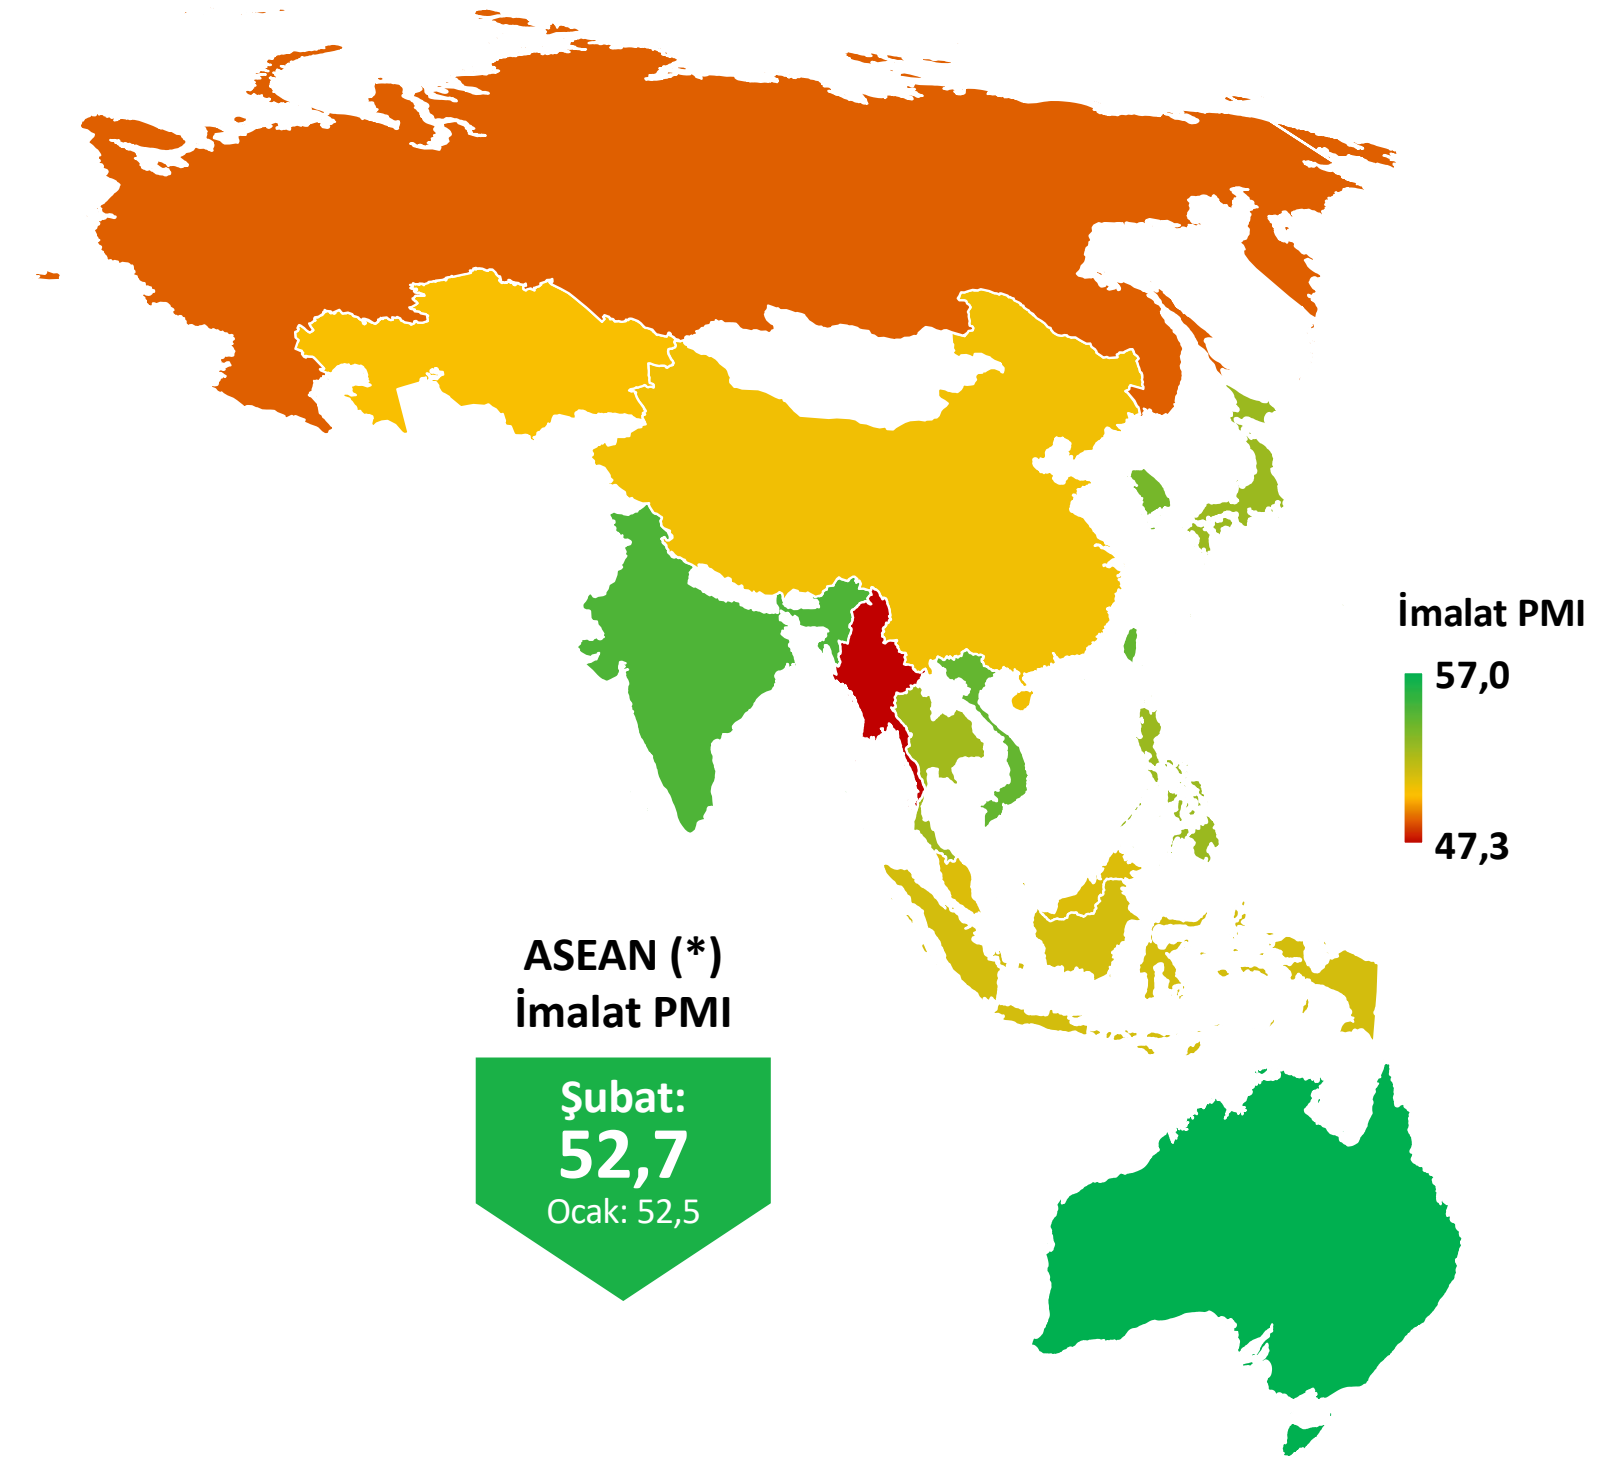 İmalat PMI
57,0
47,3
ASEAN (*)
İmalat PMI
Şubat:
52,7
Ocak: 52,5